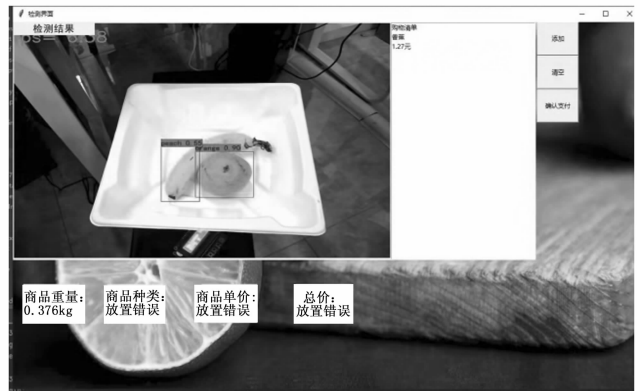 检测界面
检测结果
购物清单
香蕉
1.27元
添加
清空
确认支付
orange 0.90
商品重量:
0.376kg
商品种类:
放置错误
商品单价:
放置错误
总价:
放置错误